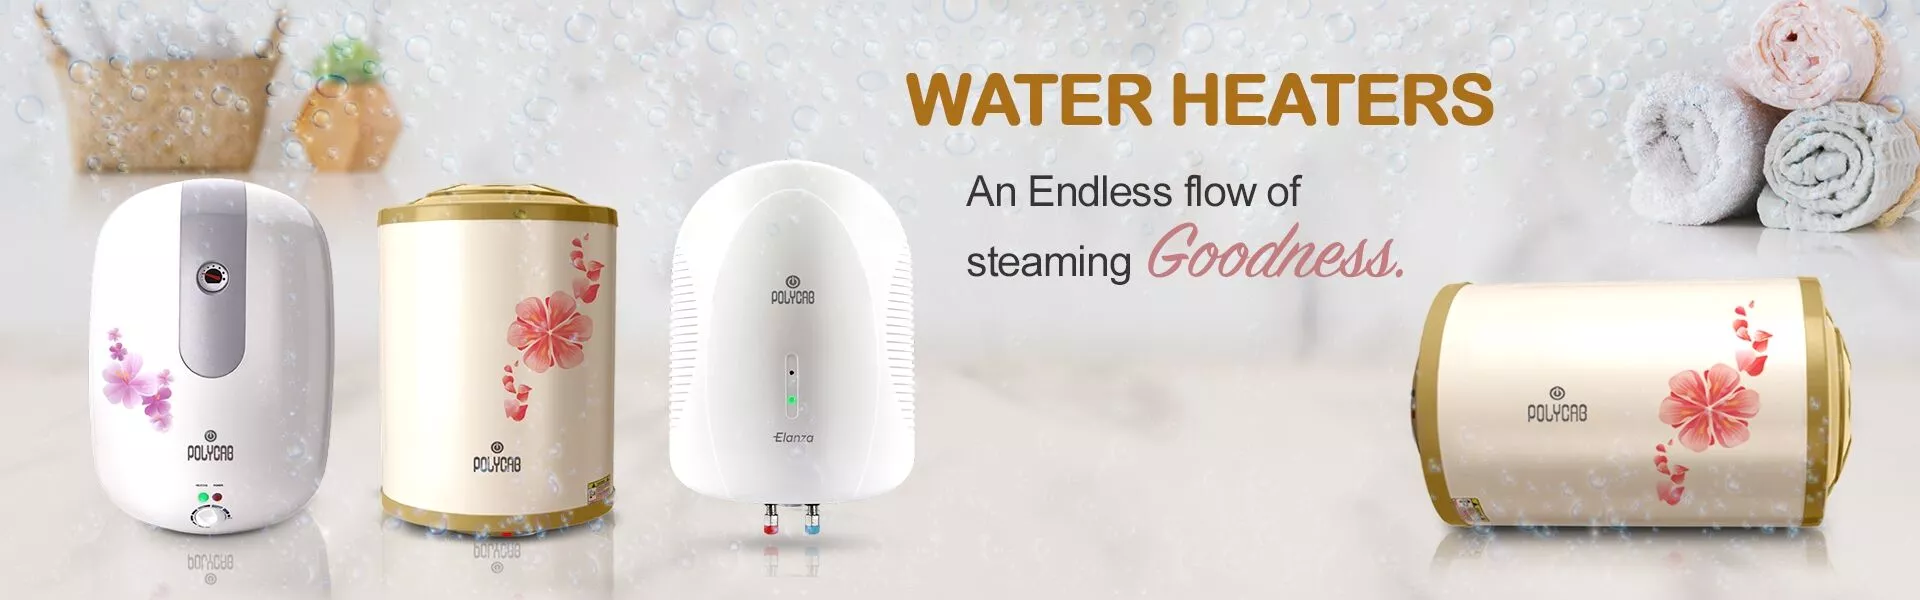 WATER HEATERS
An Endless flow of
steaming Goodness.
POLYCAB
POLYCAB
POLYCAB
Elanza
POLYCAB